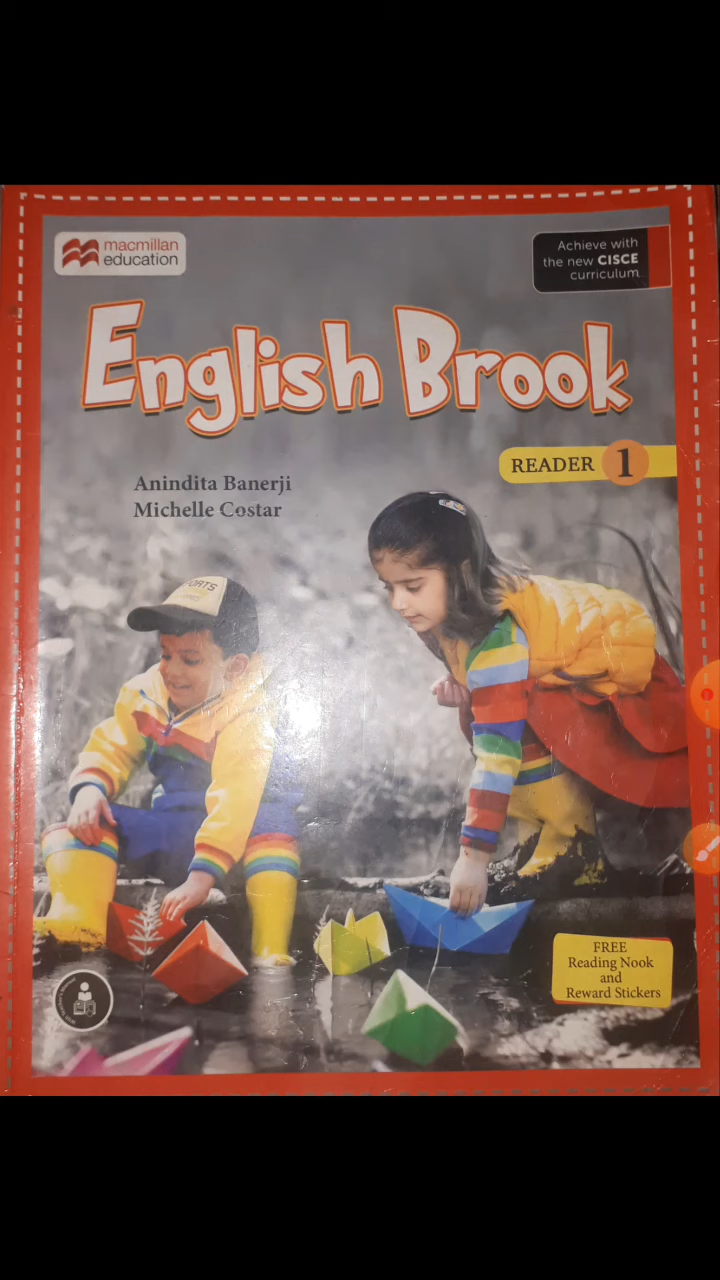 macmillan
education
Achieve with
the new CISCE
curriculum
English Brook
READER 1
Anindita Banerji
Michelle Costar
FREE
Reading Nook
and
Reward Stickers